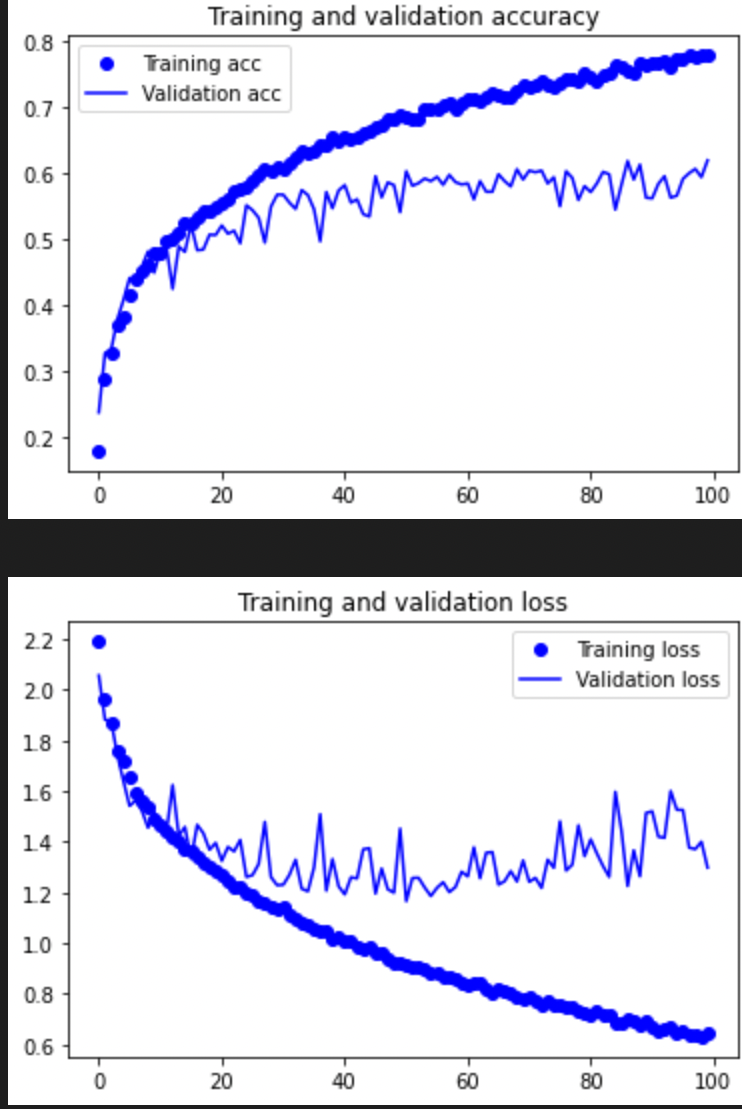 Training and validation accuracy
0.8
0.7
0.6
0.5
0.4
0.3
0.2
Training acc
Validation acc
0 20 40 60 80 100
Training and validation loss
2.2
2.0
1.8
1.6
1.4
1.2
1.0
0.8
0.6
Training loss
Validation loss
0 20 40 60 80 100